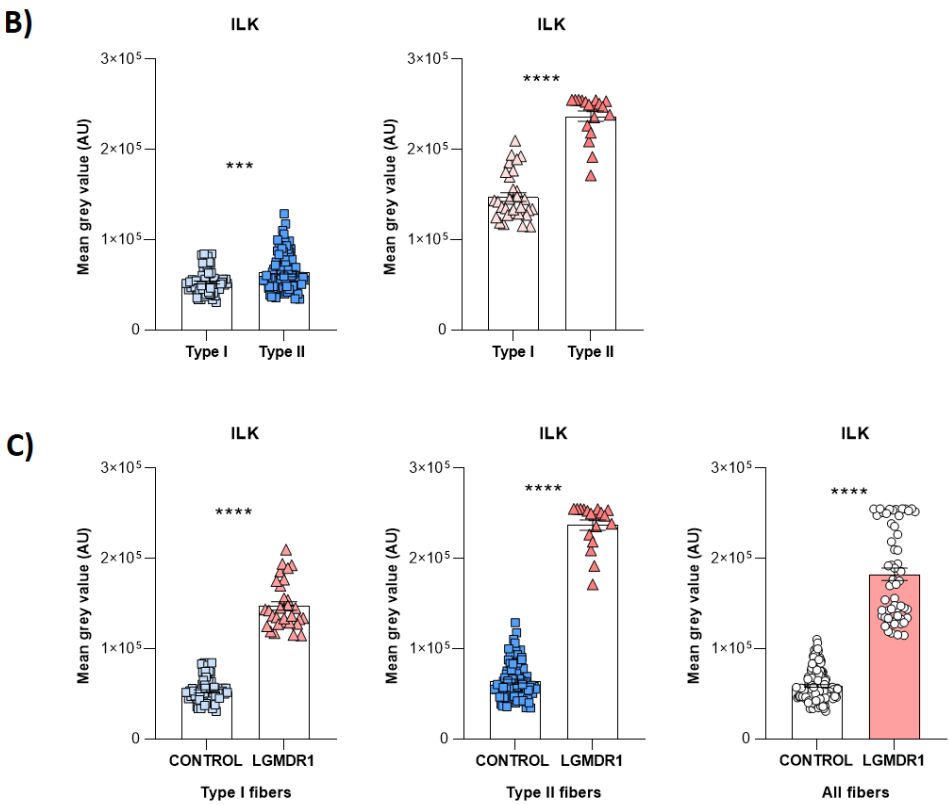 B)
ILK
Mean grey value (AU)
3×10⁵
2×10⁵
1×10⁵
0
***
Type I
Type II
ILK
Mean grey value (AU)
3×10⁵
2×10⁵
1×10⁵
0
****
Type I
Type II
C)
ILK
Mean grey value (AU)
3×10⁵
2×10⁵
1×10⁵
0
****
CONTROL LGMDR1
Type I fibers
ILK
Mean grey value (AU)
3×10⁵
2×10⁵
1×10⁵
0
****
CONTROL LGMDR1
Type II fibers
ILK
Mean grey value (AU)
3×10⁵
2×10⁵
1×10⁵
0
****
CONTROL LGMDR1
All fibers